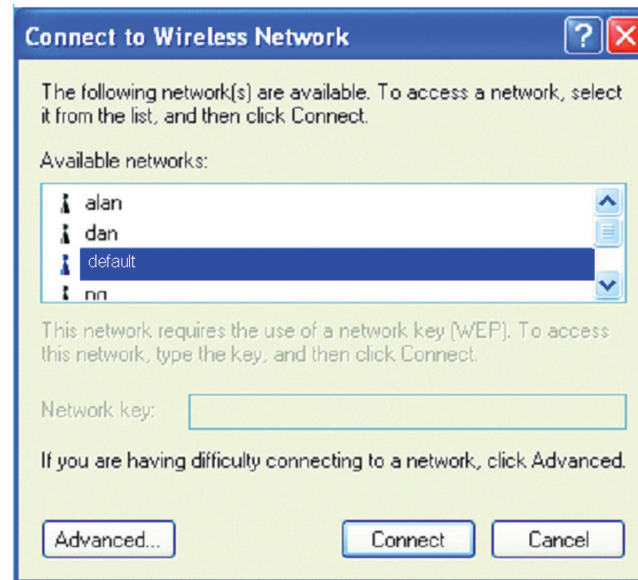 Connect to Wireless Network
The following network(s) are available. To access a network, select
it from the list, and then click Connect.
Available networks:
alan
dan
default
This network requires the use of a network key (WEP). To access
this network, type the key, and then click Connect.
Network key:
If you are having difficulty connecting to a network, click Advanced.
Advanced... Connect Cancel